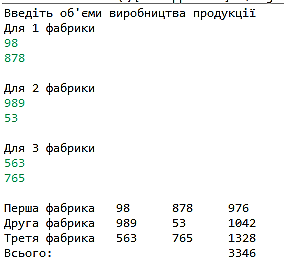 Введіть об'єми виробництва продукції
Для 1 фабрики
98
878
Для 2 фабрики
989
53
Для 3 фабрики
563
765
Перша фабрика 98 878 976
Друга фабрика 989 53 1042
Третя фабрика 563 765 1328
Всього: 3346